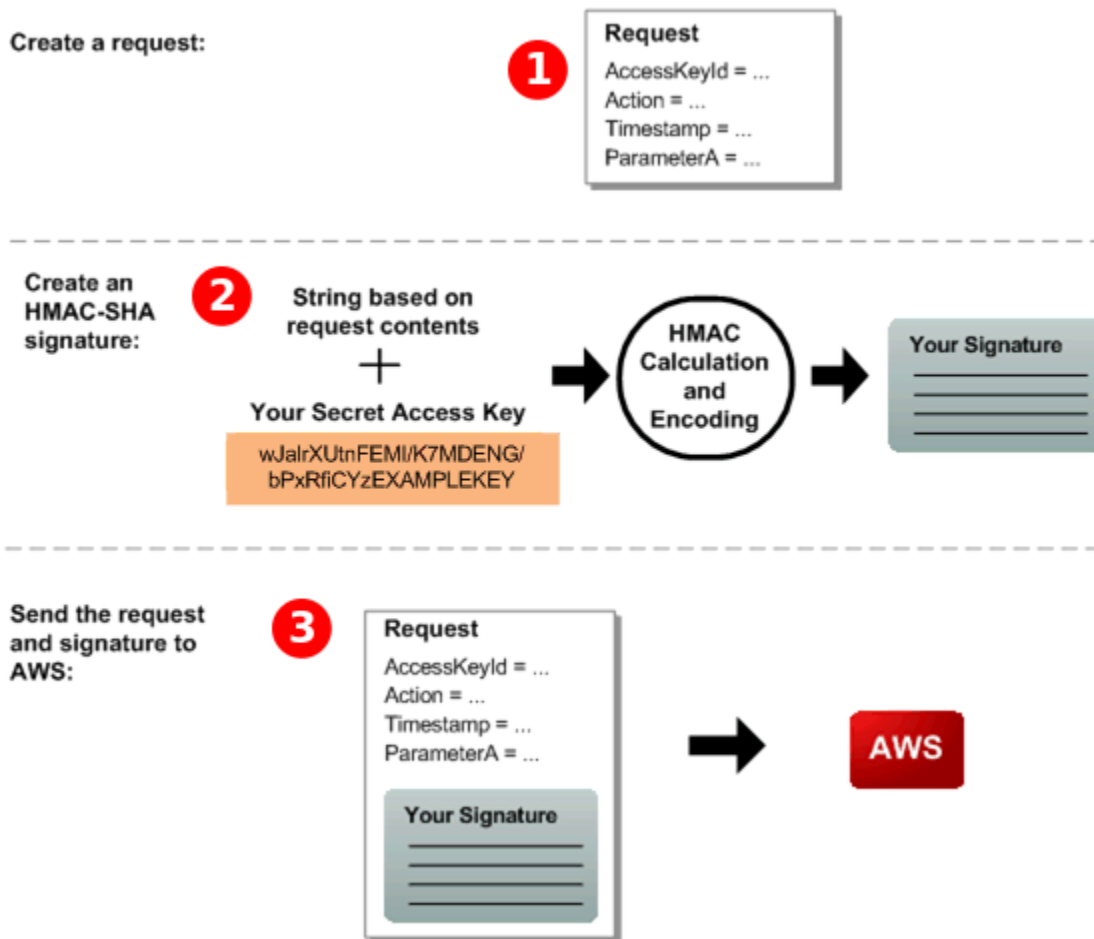 Create a request:
1
Request
AccessKeyId = ...
Action = ...
Timestamp = ...
ParameterA = ...
Create an
HMAC-SHA
signature:
2
String based on
request contents
+
Your Secret Access Key
wJalrXUtnFEMI/K7MDENG/
bPxRfiCYzEXAMPLEKEY
HMAC
Calculation
and
Encoding
Your Signature
Send the request
and signature to
AWS:
3
Request
AccessKeyId = ...
Action = ...
Timestamp = ...
ParameterA = ...
Your Signature
AWS